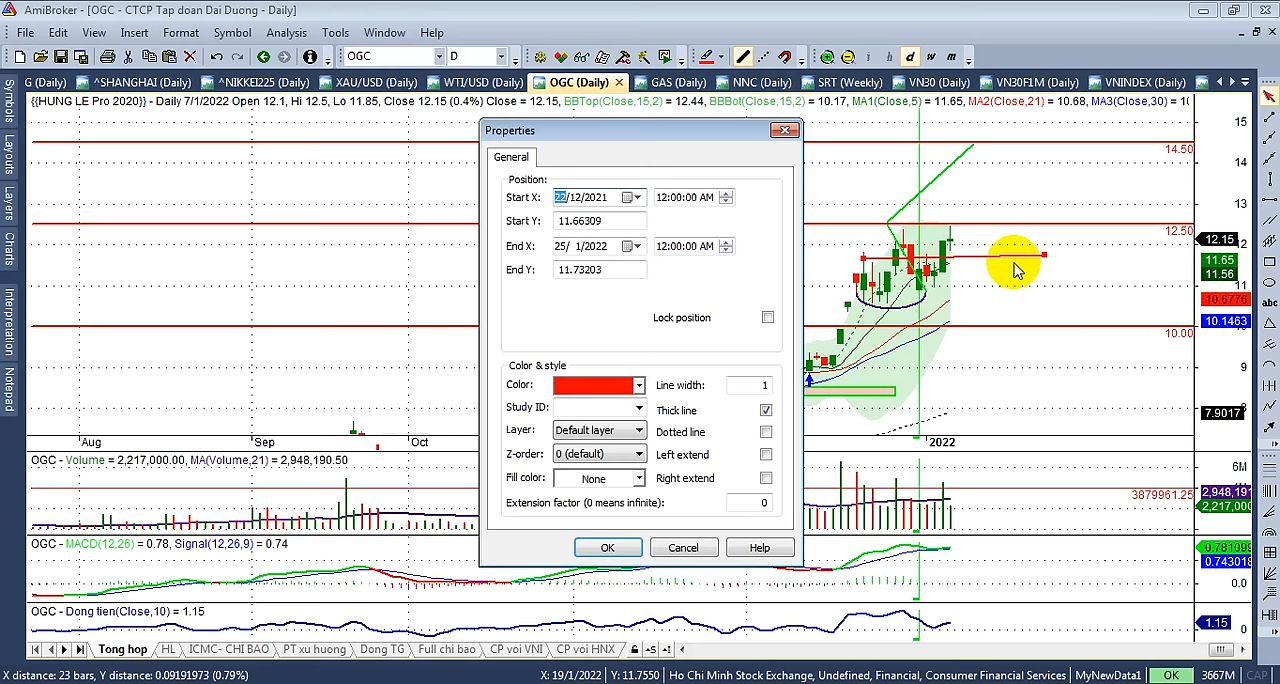 AmiBroker - [OGC - CTCP Tap doan Dai Duong - Daily]
File Edit View Insert Format Symbol Analysis Tools Window Help
OGC D
i h d w m
G (Daily) ^SHANGHAI (Daily) ^NIKKEI225 (Daily) XAU/USD (Daily) WTI/USD (Daily) OGC (Daily) GAS (Daily) NNC (Daily) SRT (Weekly) VN30 (Daily) VN30F1M (Daily) VNINDEX (Daily)
{{HUNG LE Pro 2020}} - Daily 7/1/2022 Open 12.1, Hi 12.5, Lo 11.85, Close 12.15 (0.4%) Close = 12.15, BBTop(Close,15,2) = 12.44, BBBot(Close,15,2) = 10.17, MA1(Close,5) = 11.65, MA2(Close,21) = 10.68, MA3(Close,30) = 10
Symbols
Layouts
Layers
Charts
Interpretation
Notepad
Properties
General
Position:
Start X: 22/12/2021 12:00:00 AM
Start Y: 11.66309
End X: 25/ 1/2022 12:00:00 AM
End Y: 11.73203
Lock position
Color & style
Color: Line width: 1
Study ID: Thick line
Layer: Default layer Dotted line
Z-order: 0 (default) Left extend
Fill color: None Right extend
Extension factor (0 means infinite): 0
OK Cancel Help
15
14.50
14
13
12.50
12.15
12
11.65
11.56
11
10.6776
10.1463
10.00
9
7.9017
abc
Aug Sep Oct 2022
OGC - Volume = 2,217,000.00, MA(Volume,21) = 2,948,190.50
6M
3879961.25
2,948,191
2,217,000
OGC - MACD(12,26) = 0.78, Signal(12,26,9) = 0.74
0.781099
0.743018
0.0
OGC - Dong tien(Close,10) = 1.15
1.15
0
Tong hop HL ICMC- CHI BAO PT xu huong Dong TG Full chi bao CP voi VNI CP voi HNX
X distance: 23 bars, Y distance: 0.09191973 (0.79%) X: 19/1/2022 Y: 11.7550 Ho Chi Minh Stock Exchange, Undefined, Financial, Consumer Financial Services MyNewData1 OK 3667M CAP